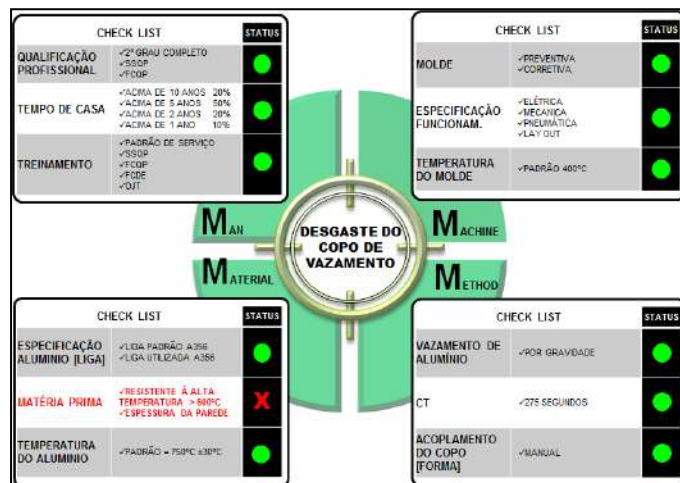 CHECK LIST STATUS
QUALIFICAÇÃO PROFISSIONAL
✓2º GRAU COMPLETO
✓SSOP
✓FCQP
TEMPO DE CASA
✓ACIMA DE 10 ANOS 20%
✓ACIMA DE 5 ANOS 50%
✓ACIMA DE 2 ANOS 20%
✓ACIMA DE 1 ANO 10%
TREINAMENTO
✓PADRÃO DE SERVIÇO
✓SSOP
✓FCQP
✓FCDE
✓OJT
CHECK LIST STATUS
MOLDE
✓PREVENTIVA
✓CORRETIVA
ESPECIFICAÇÃO
FUNCIONAM.
✓ELÉTRICA
✓MECANICA
✓PNEUMÁTICA
✓LAY OUT
TEMPERATURA
DO MOLDE
✓PADRÃO 400ºC
MAN
MACHINE
DESGASTE DO
COPO DE
VAZAMENTO
MATERIAL
METHOD
CHECK LIST STATUS
ESPECIFICAÇÃO
ALUMINIO [LIGA]
✓LIGA PADRÃO A356
✓LIGA UTILIZADA A356
MATÉRIA PRIMA
✓RESISTENTE À ALTA
TEMPERATURA > 800ºC
✓ESPESSURA DA PAREDE
X
TEMPERATURA
DO ALUMINIO
✓PADRÃO = 750ºC ±30ºC
CHECK LIST STATUS
VAZAMENTO DE
ALUMÍNIO
✓POR GRAVIDADE
CT
✓275 SEGUNDOS
ACOPLAMENTO
DO COPO
[FORMA]
✓MANUAL